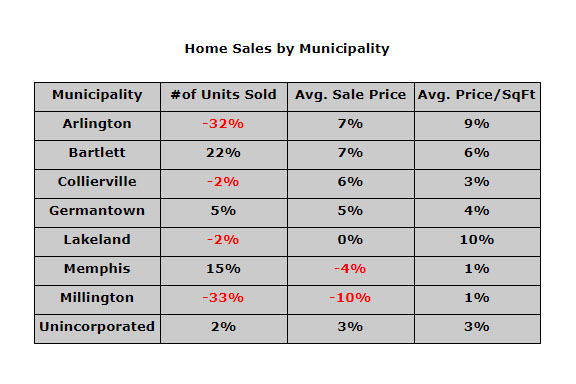 Home Sales by Municipality
Municipality #of Units Sold Avg. Sale Price Avg. Price/SqFt
Arlington -32% 7% 9%
Bartlett 22% 7% 6%
Collierville -2% 6% 3%
Germantown 5% 5% 4%
Lakeland -2% 0% 10%
Memphis 15% -4% 1%
Millington -33% -10% 1%
Unincorporated 2% 3% 3%